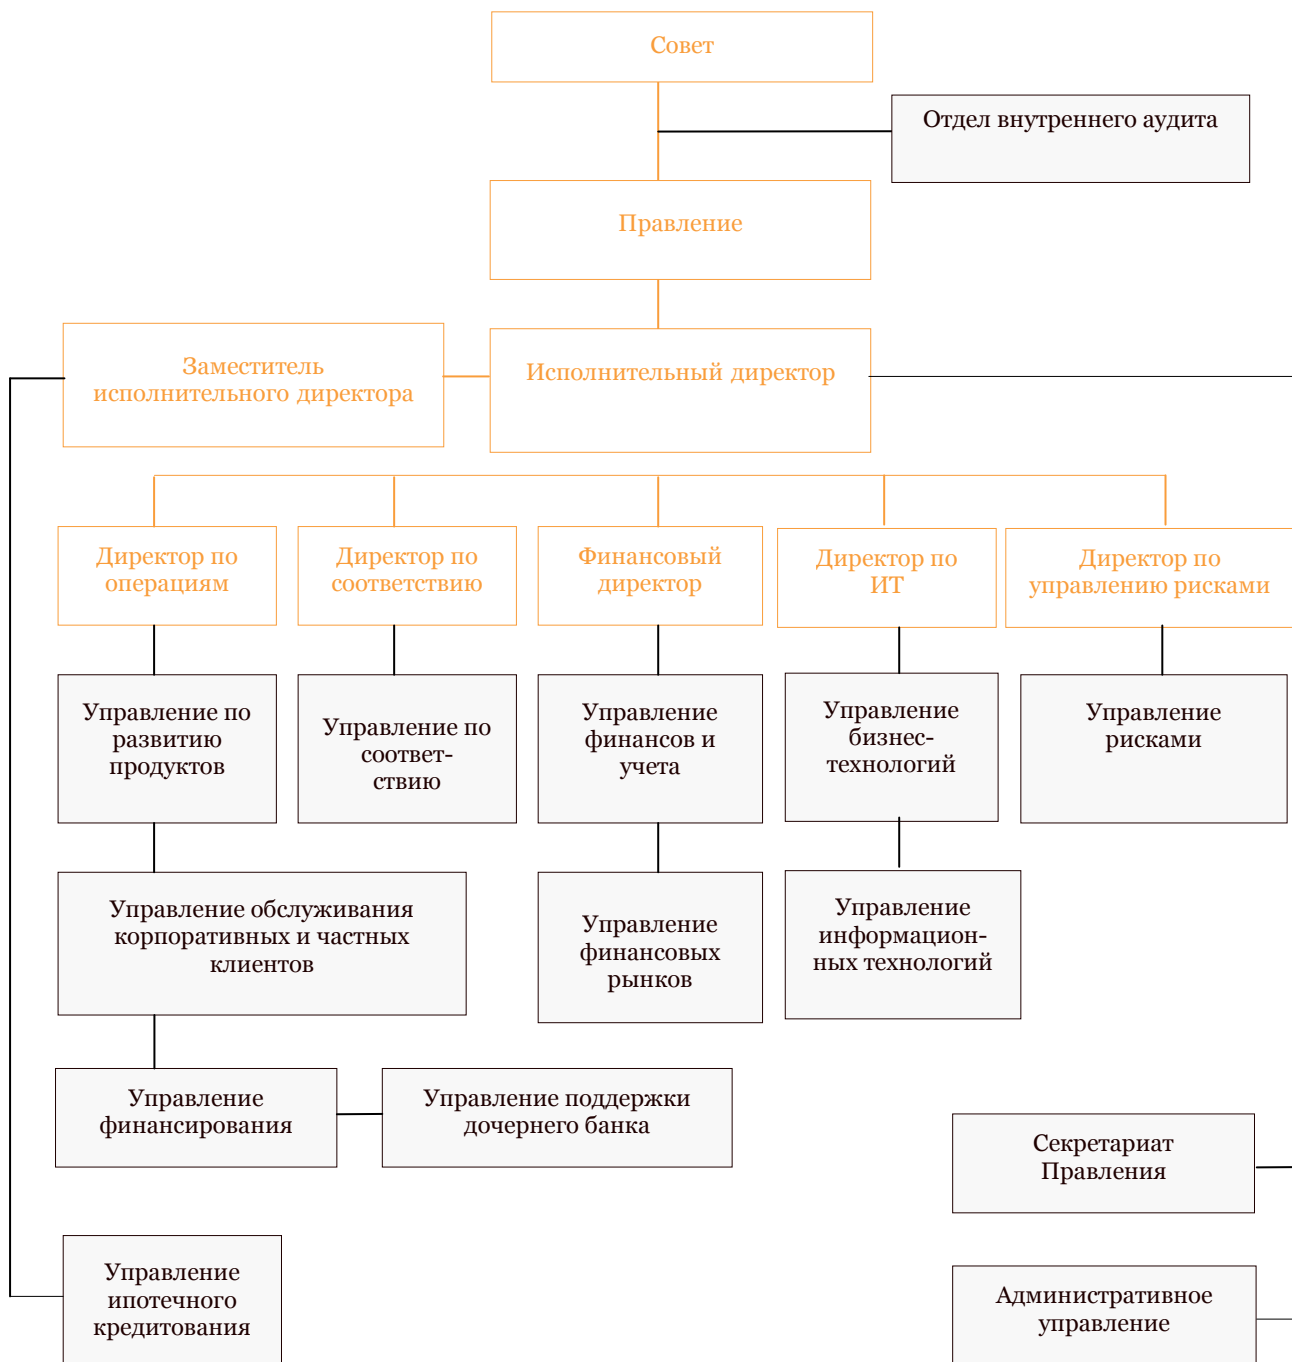 Совет
Отдел внутреннего аудита
Правление
Заместитель
исполнительного директора
Исполнительный директор
Директор по
операциям
Директор по
соответствию
Финансовый
директор
Директор по
ИТ
Директор по
управлению рисками
Управление по
развитию
продуктов
Управление по
соответ-
ствию
Управление
финансов и
учета
Управление
бизнес-
технологий
Управление
рисками
Управление обслуживания
корпоративных и частных
клиентов
Управление
финансовых
рынков
Управление
информацион-
ных технологий
Управление
финансирования
Управление поддержки
дочернего банка
Секретариат
Правления
Управление
ипотечного
кредитования
Административное
управление